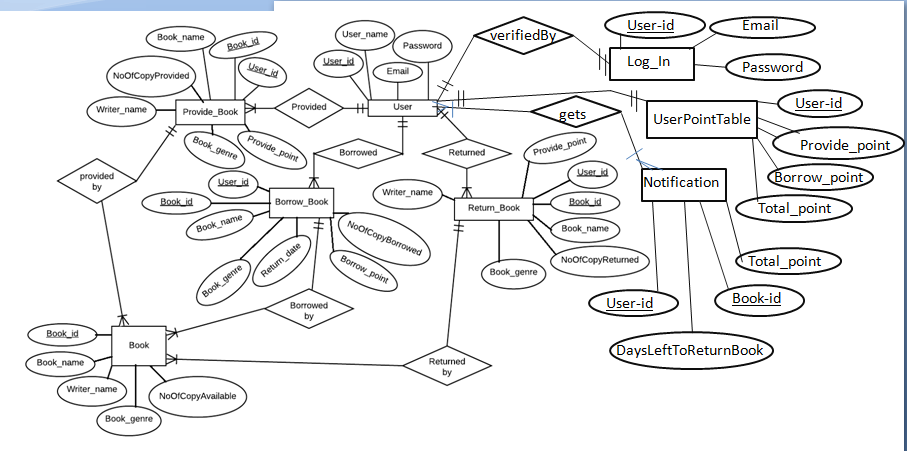 User-id
Email
verifiedBy
Log_In
Password
Book_name
Book_id
User_name
Password
User_id
User_id
Email
NoOfCopyProvided
Writer_name
Provide_Book
Provided
User
gets
User-id
UserPointTable
Provide_point
Borrow_point
Total_point
Book_genre
Provide_point
Borrowed
Returned
Provide_point
provided
by
User_id
Book_id
Borrow_Book
Book_name
NoOfCopyBorrowed
Book_genre
Return_date
Borrow_point
Writer_name
User_id
Return_Book
Book_id
Book_name
NoOfCopyReturned
Book_genre
Notification
Total_point
User-id
Book-id
DaysLeftToReturnBook
Borrowed
by
Book_id
Book
Book_name
Writer_name
NoOfCopyAvailable
Book_genre
Returned
by